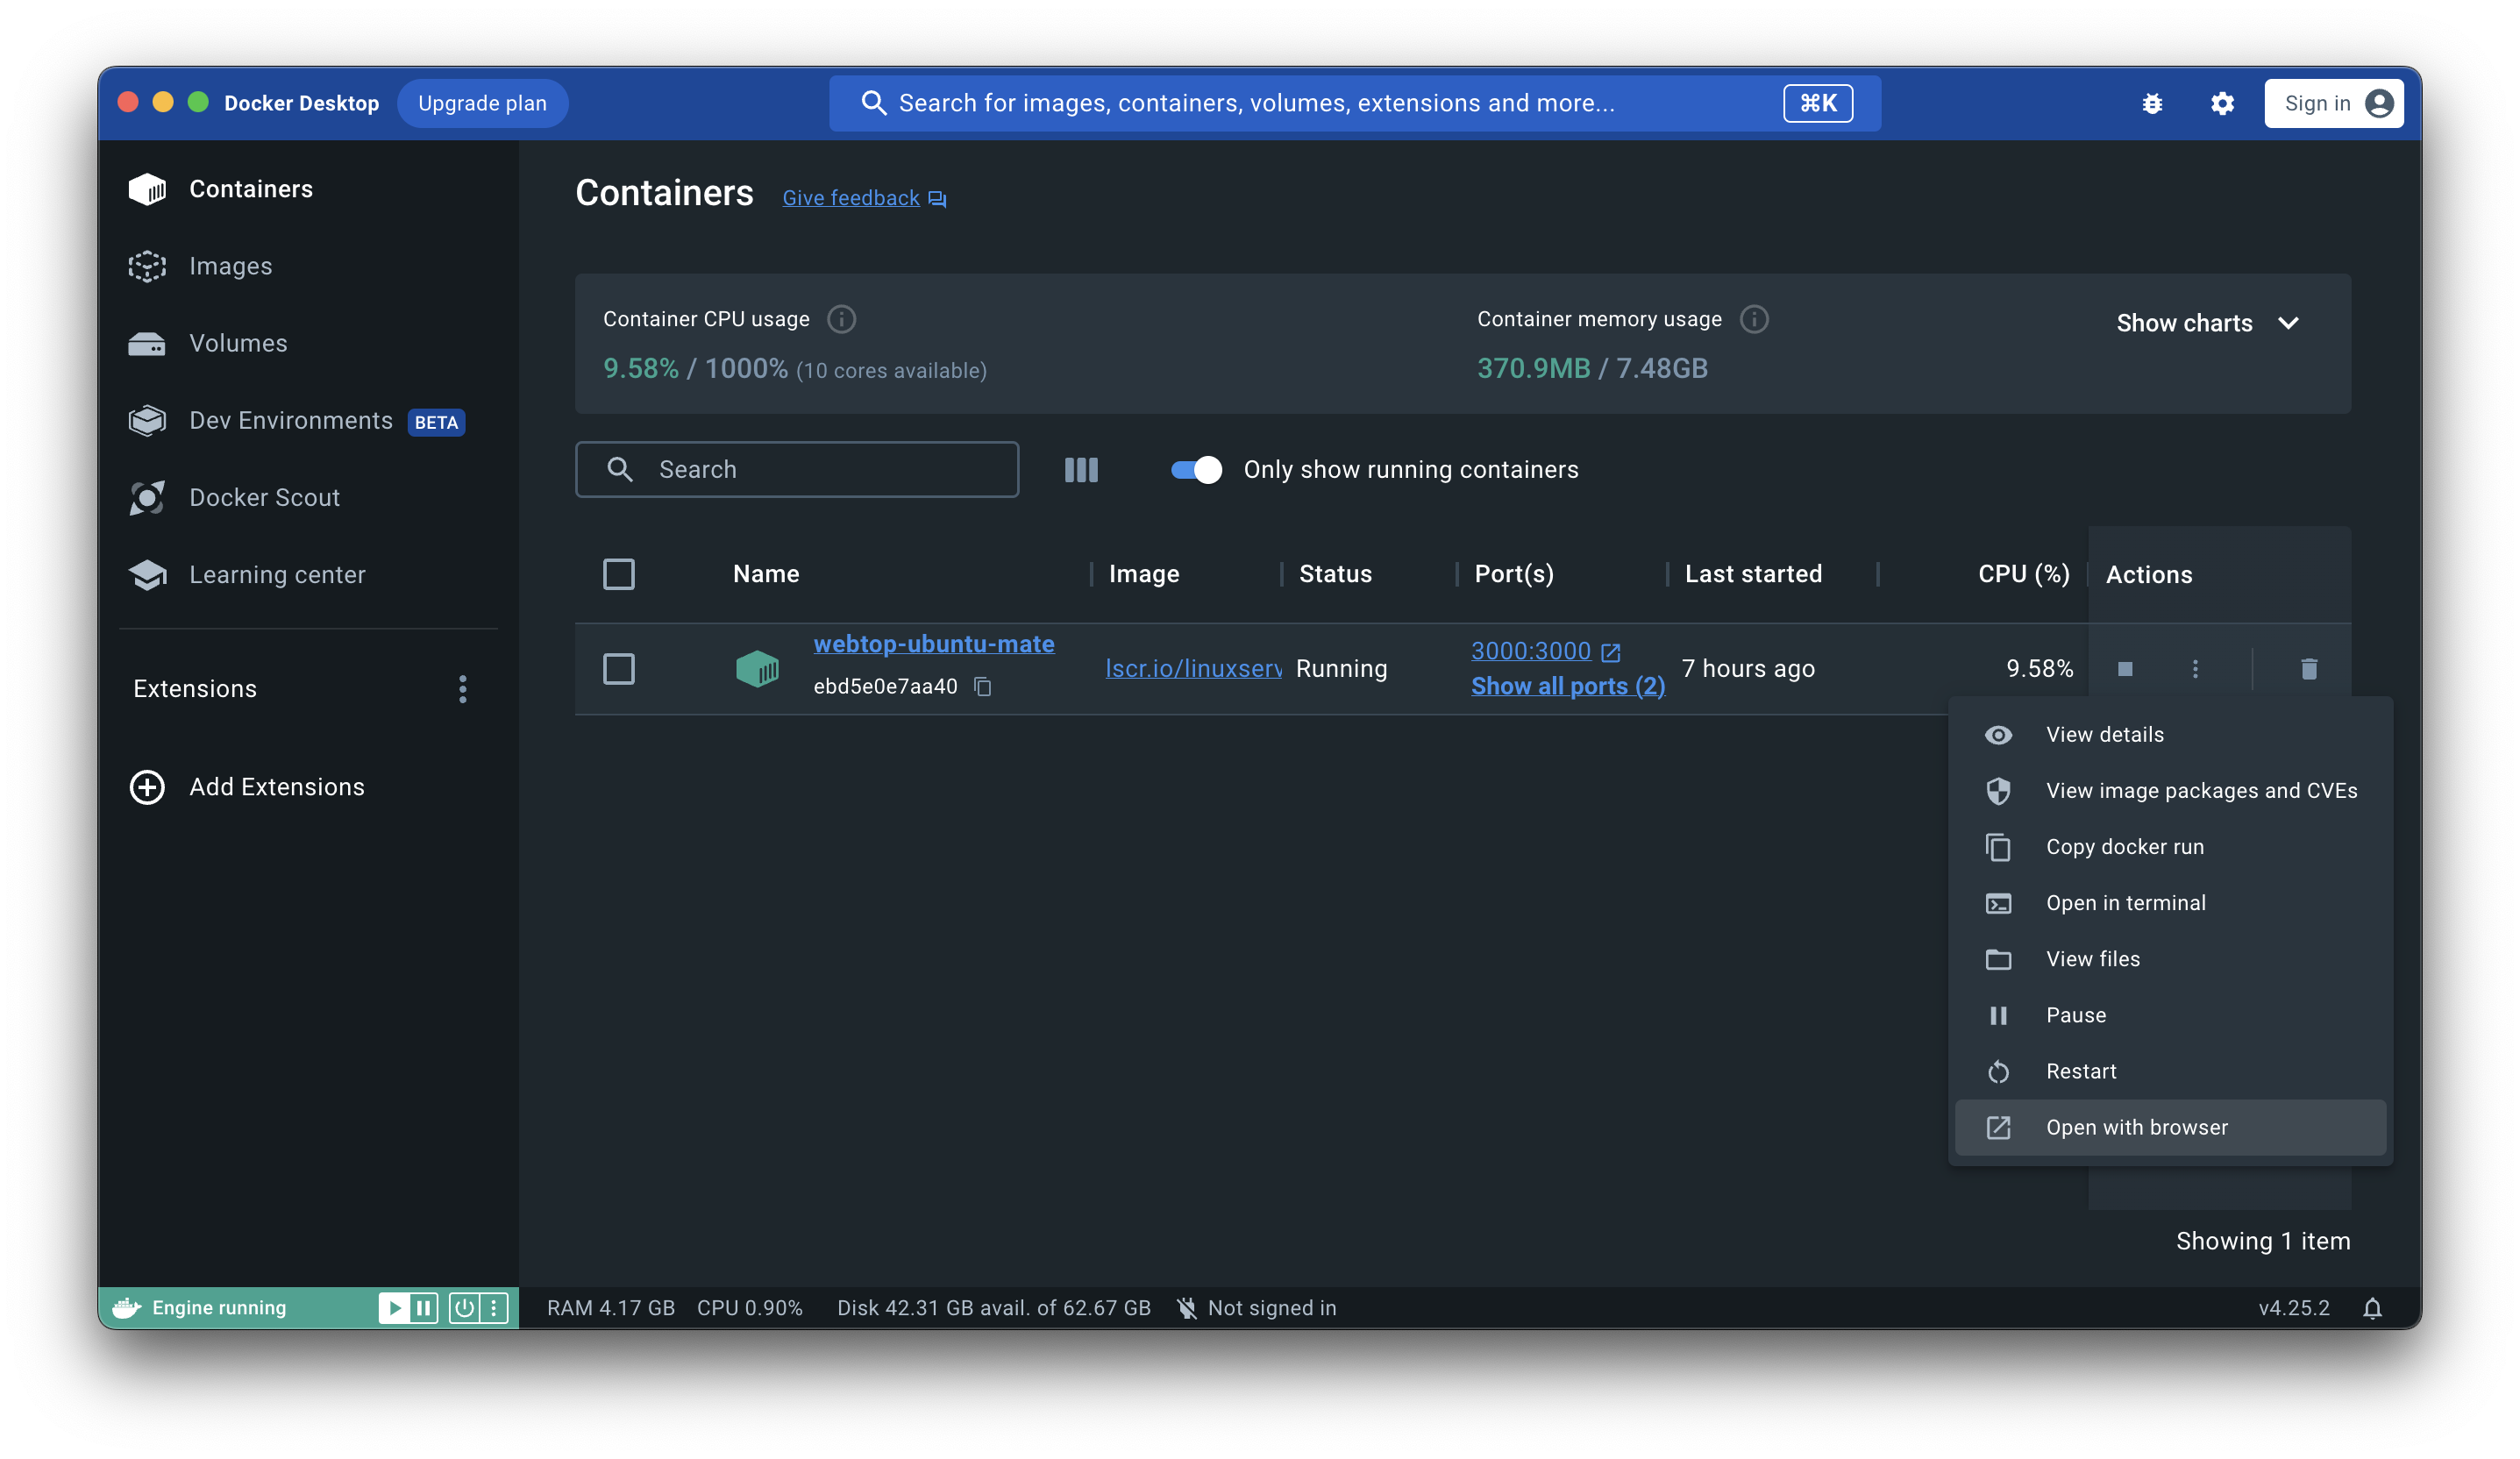 Docker Desktop
Upgrade plan
Search for images, containers, volumes, extensions and more...
⌘K
Sign in
Containers
Images
Volumes
Dev Environments BETA
Docker Scout
Learning center
Extensions
Add Extensions
Containers
Give feedback
Container CPU usage
9.58% / 1000% (10 cores available)
Container memory usage
370.9MB / 7.48GB
Show charts
Search
Only show running containers
Name
Image
Status
Port(s)
Last started
CPU (%)
Actions
webtop-ubuntu-mate
ebd5e0e7aa40
lscr.io/linuxserv
Running
3000:3000
Show all ports (2)
7 hours ago
9.58%
View details
View image packages and CVEs
Copy docker run
Open in terminal
View files
Pause
Restart
Open with browser
Showing 1 item
Engine running
RAM 4.17 GB
CPU 0.90%
Disk 42.31 GB avail. of 62.67 GB
Not signed in
v4.25.2